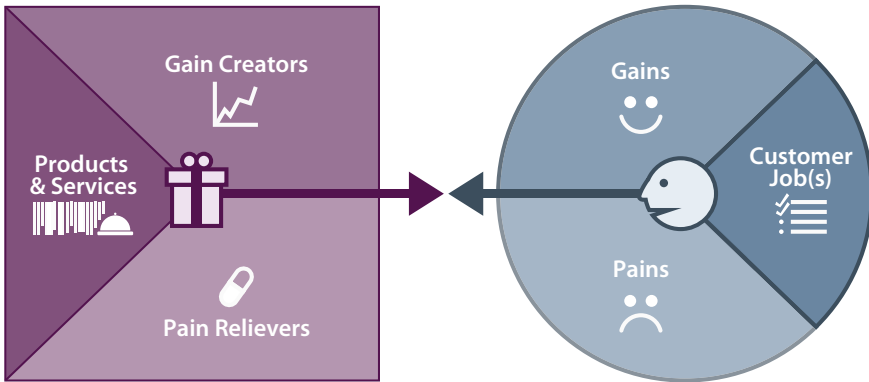 Gain Creators
Products
& Services
Pain Relievers
Gains
Customer
Job(s)
Pains